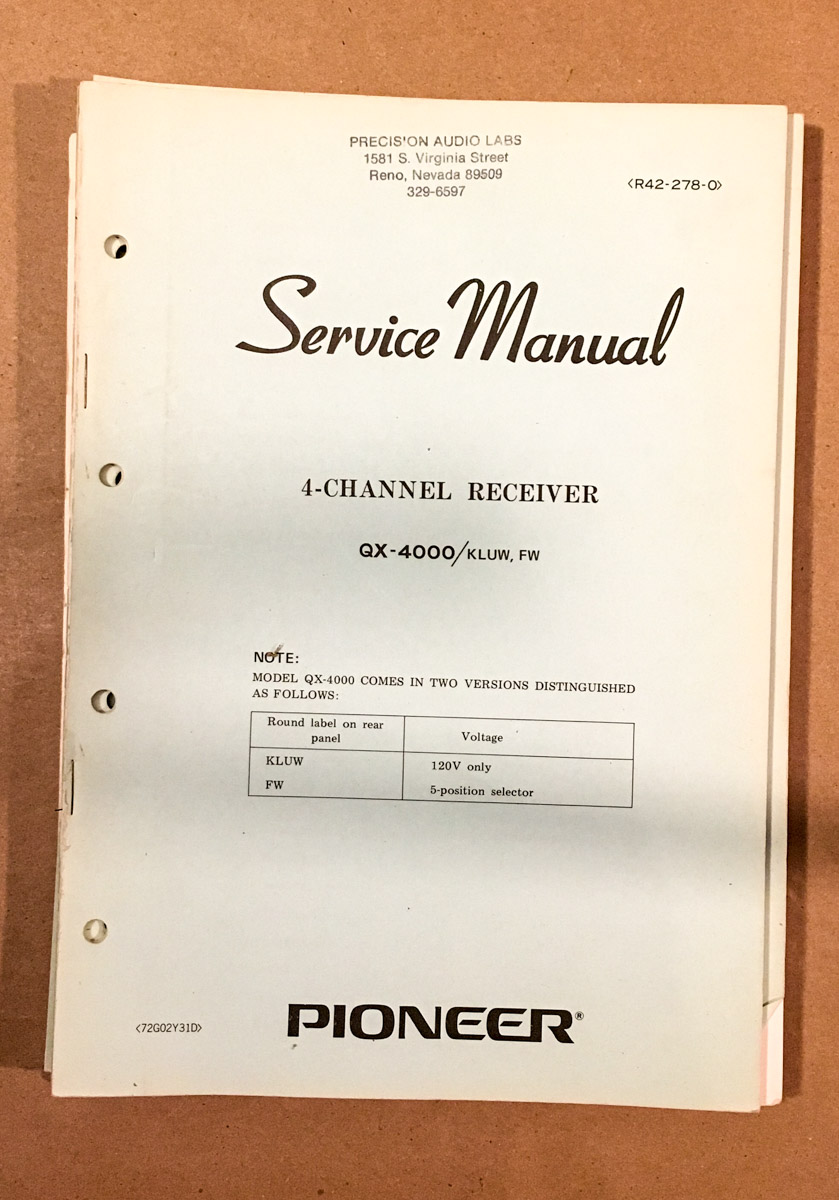 PRECIS'ON AUDIO LABS
1581 S. Virginia Street
Reno, Nevada 89509
329-6597
<R42-278-0>
Service Manual
4-CHANNEL RECEIVER
QX-4000/KLUW, FW
NOTE:
MODEL QX-4000 COMES IN TWO VERSIONS DISTINGUISHED
AS FOLLOWS:
Round label on rear
panel
Voltage
KLUW 120V only
FW 5-position selector
<72G02Y31D>
PIONEER®